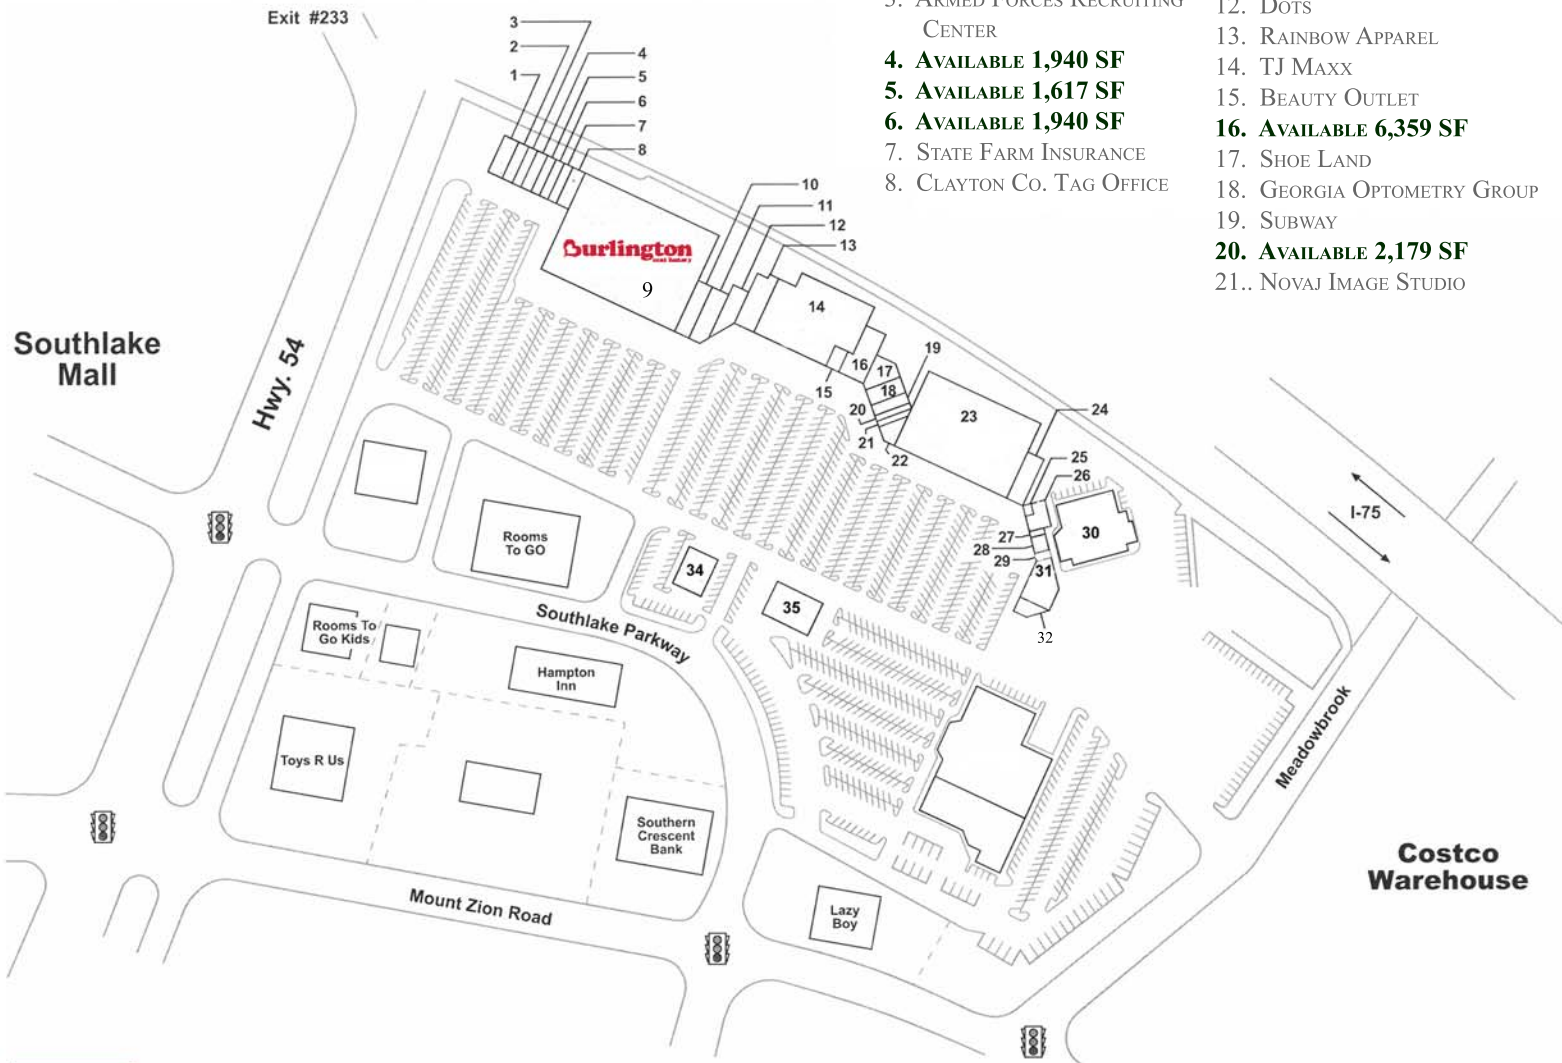 Exit #233
3
2
1
4
5
6
7
8
3. Armed Forces Recruiting
Center
4. Available 1,940 SF
5. Available 1,617 SF
6. Available 1,940 SF
7. State Farm Insurance
8. Clayton Co. Tag Office
12. Dots
13. Rainbow Apparel
14. TJ Maxx
15. Beauty Outlet
16. Available 6,359 SF
17. Shoe Land
18. Georgia Optometry Group
19. Subway
20. Available 2,179 SF
21.. Novaj Image Studio
10
11
12
13
Burlington
9
14
Southlake
Mall
Hwy. 54
15
16
17
18
19
20
21
22
23
24
25
26
27
28
29
30
31
32
I-75
Rooms
To GO
34
35
Southlake Parkway
Rooms To
Go Kids
Hampton
Inn
Toys R Us
Southern
Crescent
Bank
Meadowbrook
Costco
Warehouse
Mount Zion Road
Lazy
Boy